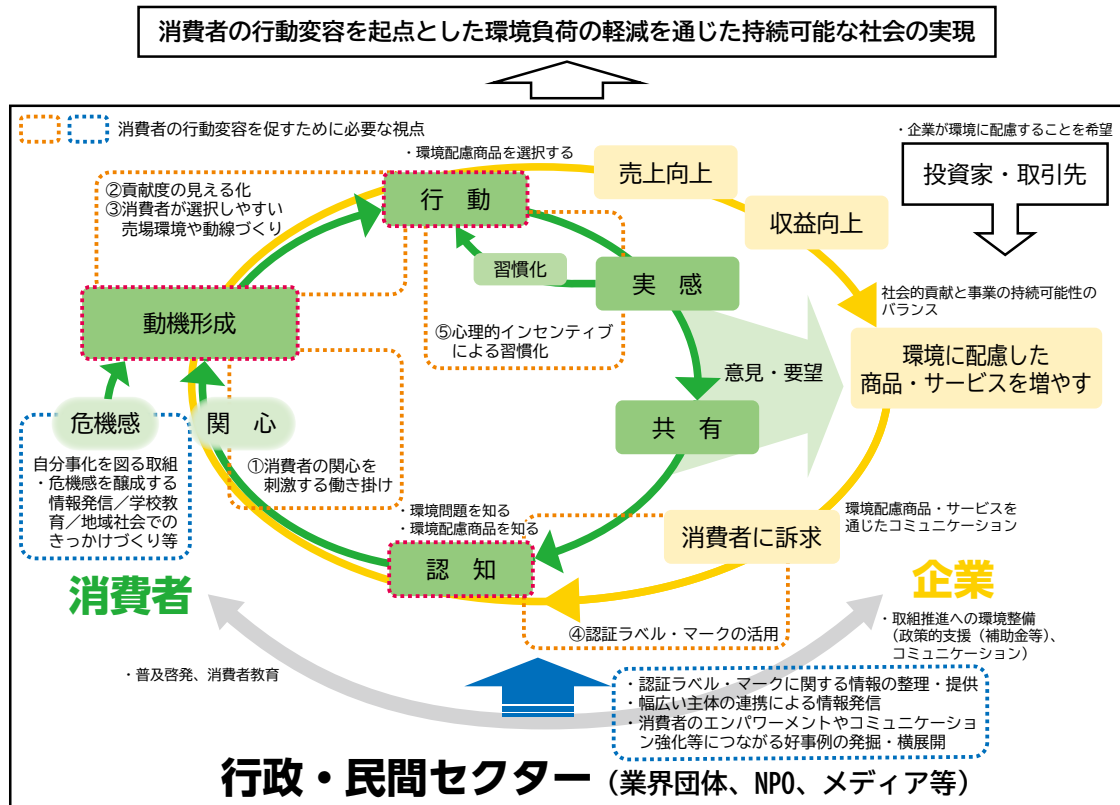 消費者の行動変容を起点とした環境負荷の軽減を通じた持続可能な社会の実現
消費者の行動変容を促すために必要な視点
・企業が環境に配慮することを希望
投資家・取引先
・環境配慮商品を選択する
売上向上
収益向上
②貢献度の見える化
③消費者が選択しやすい
売場環境や動線づくり
行 動
習慣化
実 感
動機形成
⑤心理的インセンティブ
による習慣化
社会的貢献と事業の持続可能性の
バランス
環境に配慮した
商品・サービスを増やす
意見・要望
危機感
関 心
共 有
自分事化を図る取組
・危機感を醸成する
情報発信／学校教
育／地域社会での
きっかけづくり等
①消費者の関心を
刺激する働き掛け
・環境問題を知る
・環境配慮商品を知る
認 知
消費者に訴求
環境配慮商品・サービスを
通じたコミュニケーション
消費者
企業
④認証ラベル・マークの活用
・取組推進への環境整備
（政策的支援（補助金等）、
コミュニケーション）
・普及啓発、消費者教育
・認証ラベル・マークに関する情報の整理・提供
・幅広い主体の連携による情報発信
・消費者のエンパワーメントやコミュニケーショ
ン強化等につながる好事例の発掘・横展開
行政・民間セクター（業界団体、NPO、メディア等）